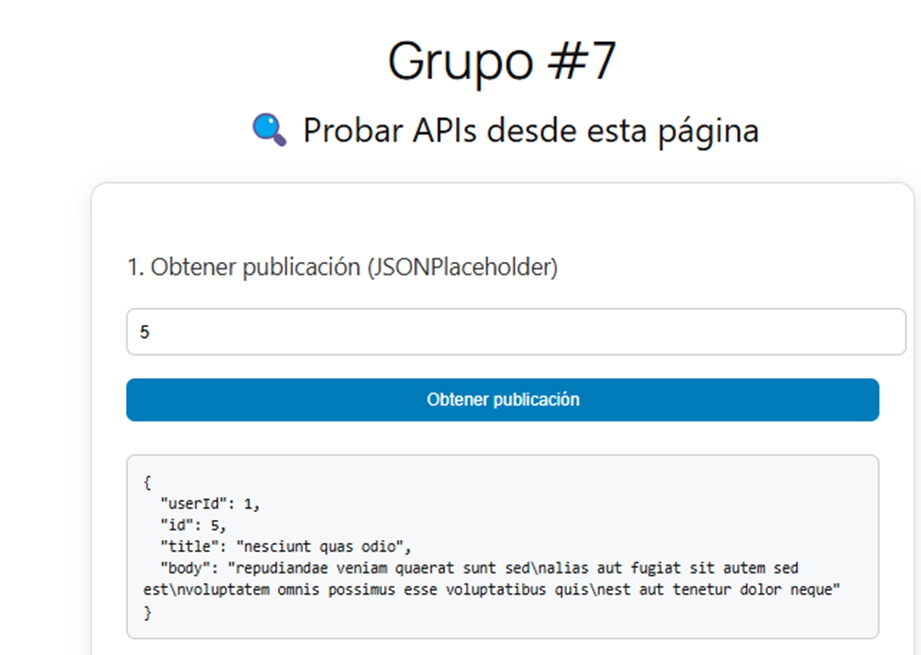 Grupo #7
🔍 Probar APIs desde esta página
1. Obtener publicación (JSONPlaceholder)
5
Obtener publicación
{
  "userId": 1,
  "id": 5,
  "title": "nesciunt quas odio",
  "body": "repudiandae veniam quaerat sunt sed\nalias aut fugiat sit autem sed
est\nvoluptatem omnis possimus esse voluptatibus quis\nest aut tenetur dolor neque"
}